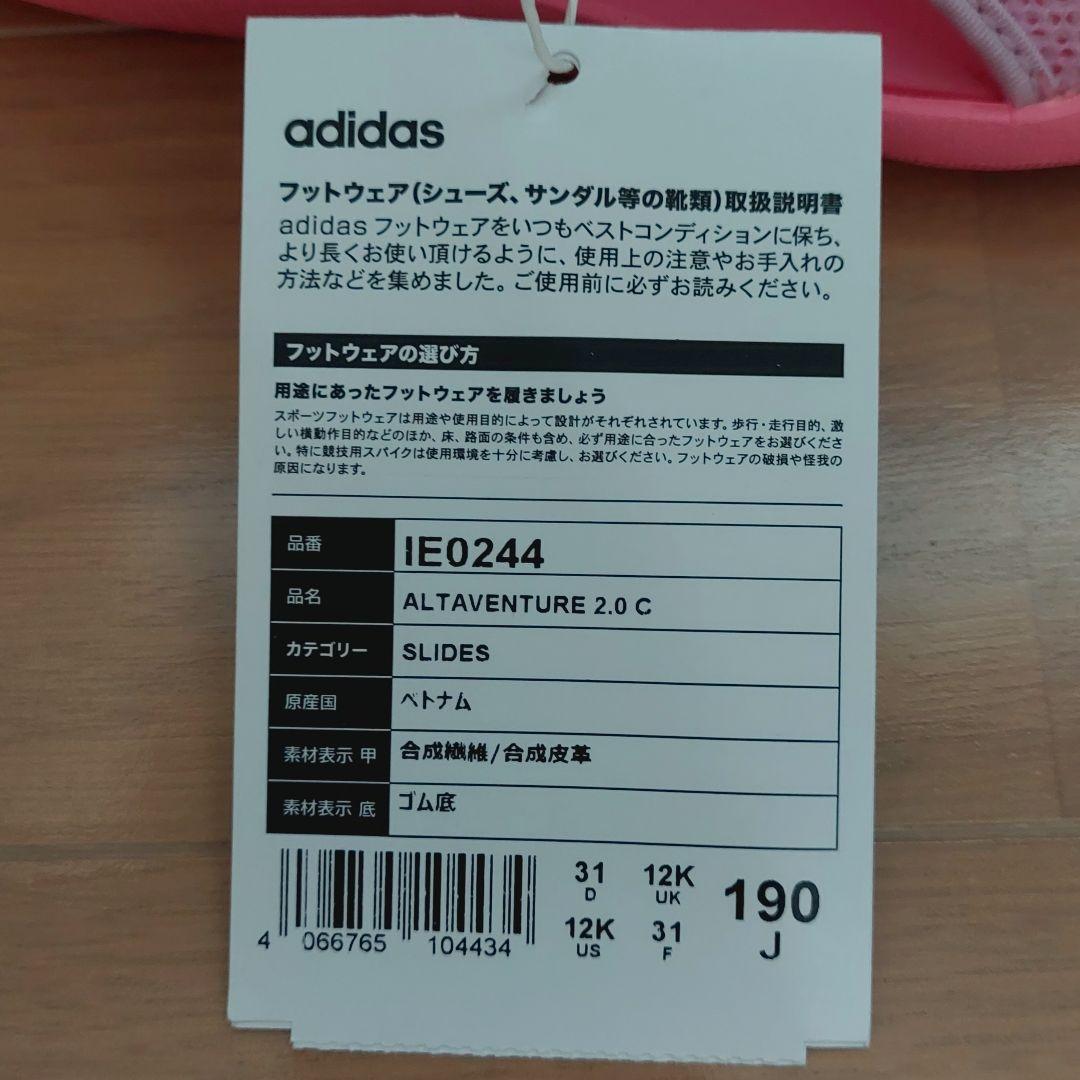 adidas
フットウェア(シューズ、サンダル等の靴類)取扱説明書
adidas フットウェアをいつもベストコンディションに保ち、
より長くお使い頂けるように、使用上の注意やお手入れの
方法などを集めました。ご使用前に必ずお読みください。
フットウェアの選び方
用途にあったフットウェアを履きましょう
スポーツフットウェアは用途や使用目的によって設計がそれぞれされています。歩行・走行目的、激
しい横動作目的などのほか、床、路面の条件も含め、必ず用途に合ったフットウェアをお選びくださ
い。特に競技用スパイクは使用環境を十分に考慮し、お選びください。フットウェアの破損や怪我の
原因になります。
品番 IE0244
品名 ALTAVENTURE 2.0 C
カテゴリー SLIDES
原産国 ベトナム
素材表示 甲 合成繊維/合成皮革
素材表示 底 ゴム底
4 066765 104434
31 12K 190
D UK J
12K 31
US F